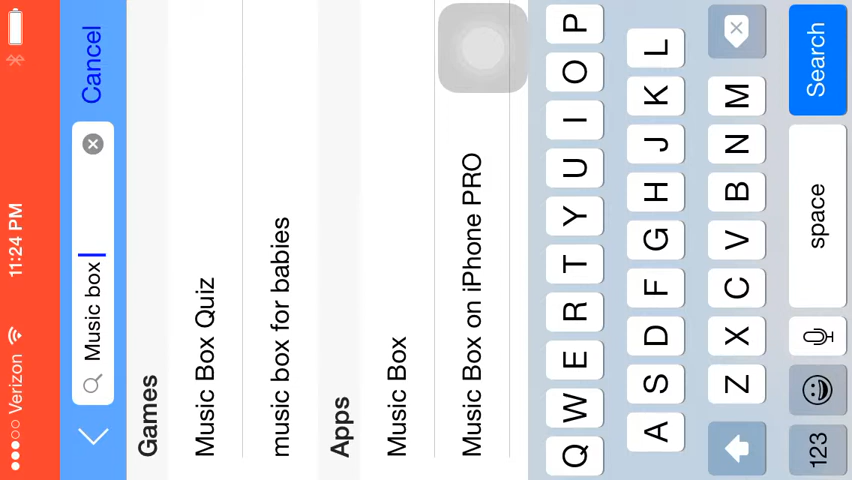 Verizon 11:24 PM
Music box Cancel
Games
Music Box Quiz
music box for babies
Apps
Music Box
Music Box on iPhone PRO
Q W E R T Y U I O P
A S D F G H J K L
Z X C V B N M
123 space Search